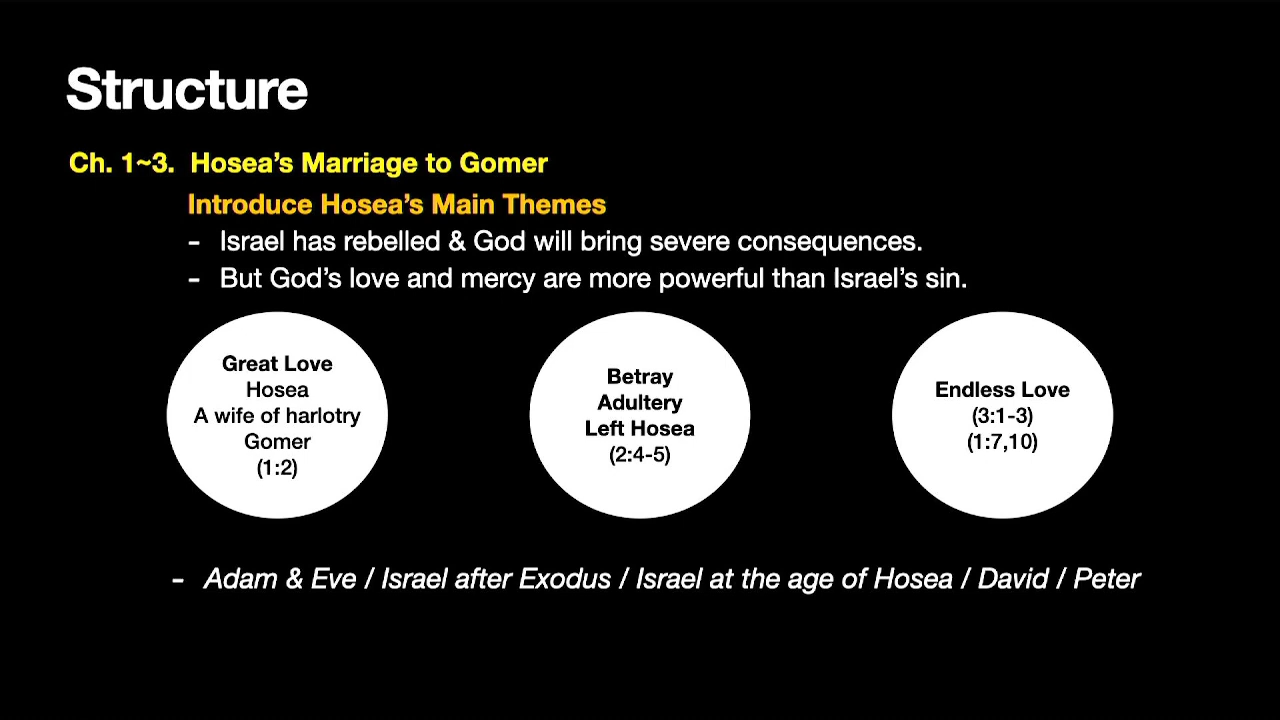 Structure
Ch. 1~3. Hosea's Marriage to Gomer
Introduce Hosea's Main Themes
- Israel has rebelled & God will bring severe consequences.
- But God's love and mercy are more powerful than Israel's sin.
Great Love
Hosea
A wife of harlotry
Gomer
(1:2)
Betray
Adultery
Left Hosea
(2:4-5)
Endless Love
(3:1-3)
(1:7,10)
- Adam & Eve / Israel after Exodus / Israel at the age of Hosea / David / Peter